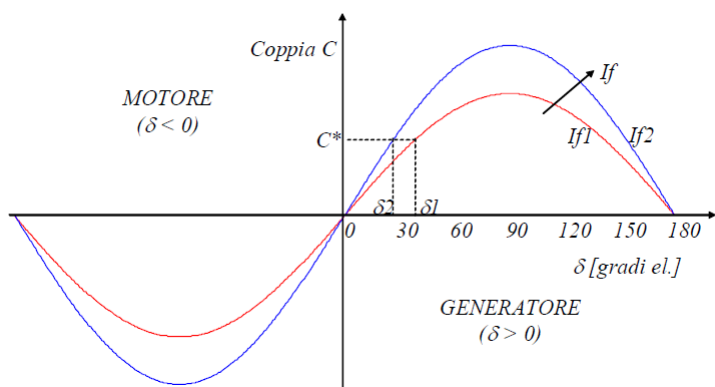 Coppia C
MOTORE
(δ < 0)
If
C*
If1
If2
δ2
δ1
0 30 60 90 120 150 180
δ [gradi el.]
GENERATORE
(δ > 0)